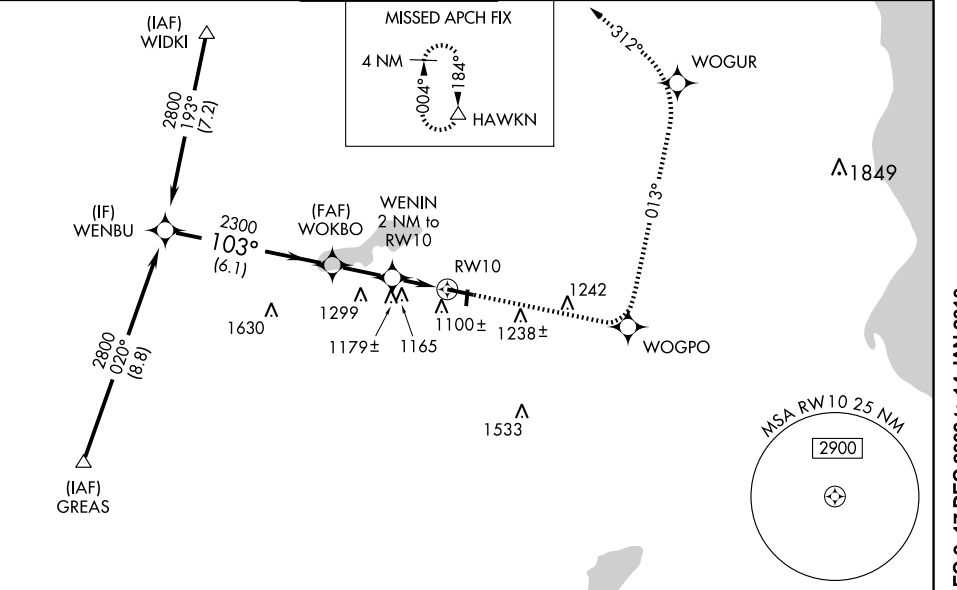 (IAF)
WIDKI
MISSED APCH FIX
4 NM
004°
184°
HAWKN
312°
WOGUR
013°
1849
2800
193°
(7.2)
(IF)
WENBU
2300
103°
(6.1)
(FAF)
WOKBO
WENIN
2 NM to
RW10
RW10
1630
1299
1179±
1165
1100±
1238±
1242
WOGPO
2800
020°
(8.8)
(IAF)
GREAS
1533
MSA RW10 25 NM
2900